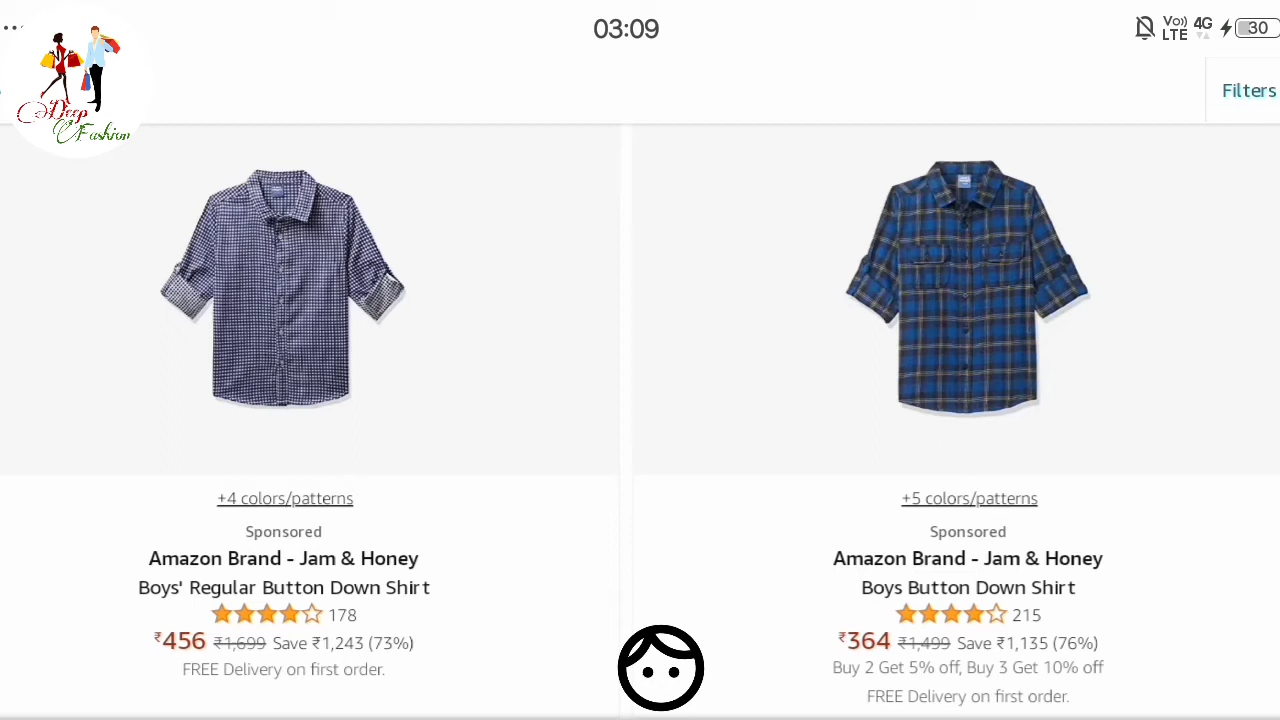 03:09
Vo))
LTE
4G
30
Deep
Fashion
Filters
+4 colors/patterns
Sponsored
Amazon Brand - Jam & Honey
Boys' Regular Button Down Shirt
178
₹456 ₹1,699 Save ₹1,243 (73%)
FREE Delivery on first order.
+5 colors/patterns
Sponsored
Amazon Brand - Jam & Honey
Boys Button Down Shirt
215
₹364 ₹1,499 Save ₹1,135 (76%)
Buy 2 Get 5% off, Buy 3 Get 10% off
FREE Delivery on first order.